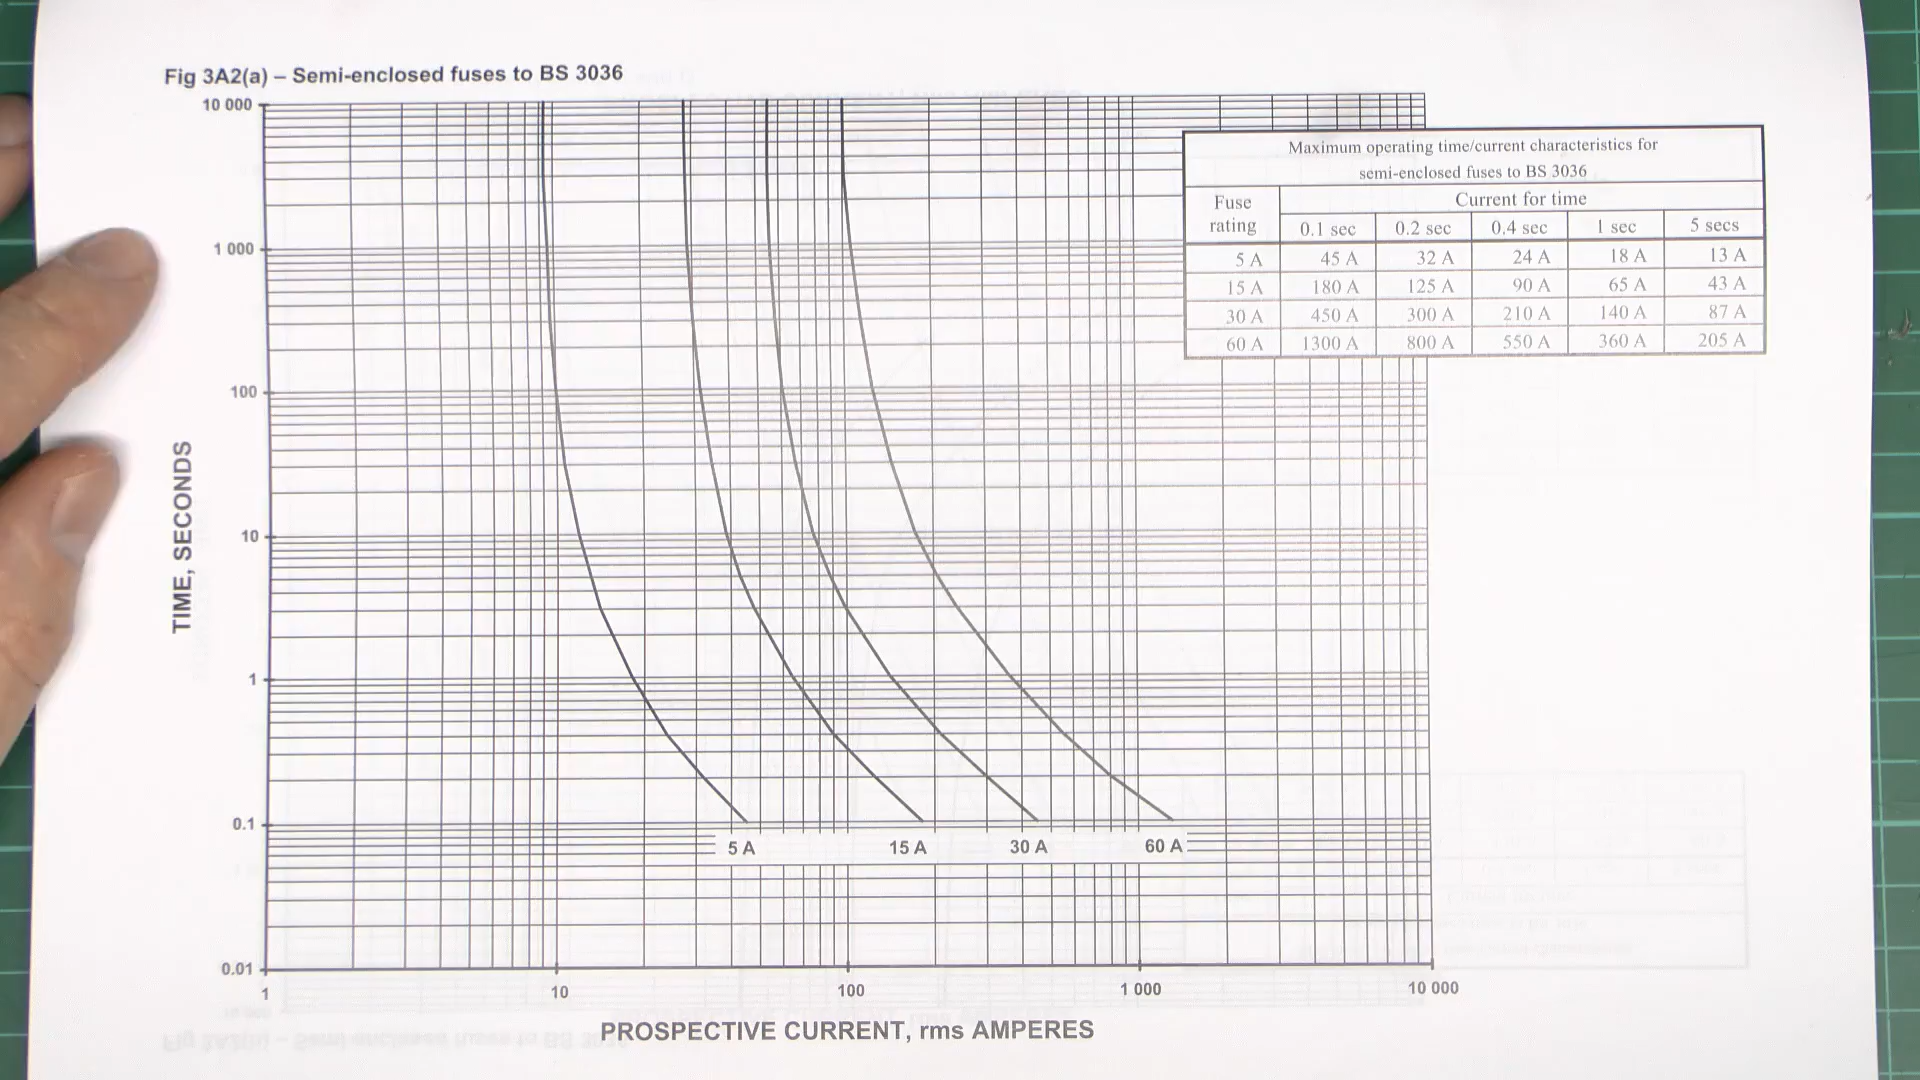 Fig 3A2(a) – Semi-enclosed fuses to BS 3036
10 000
1 000
100
10
1
0.1
0.01
TIME, SECONDS
Maximum operating time/current characteristics for
semi-enclosed fuses to BS 3036
Fuse rating Current for time
0.1 sec 0.2 sec 0.4 sec 1 sec 5 secs
5 A 45 A 32 A 24 A 18 A 13 A
15 A 180 A 125 A 90 A 65 A 43 A
30 A 450 A 300 A 210 A 140 A 87 A
60 A 1300 A 800 A 550 A 360 A 205 A
5 A 15 A 30 A 60 A
1 10 100 1 000 10 000
PROSPECTIVE CURRENT, rms AMPERES